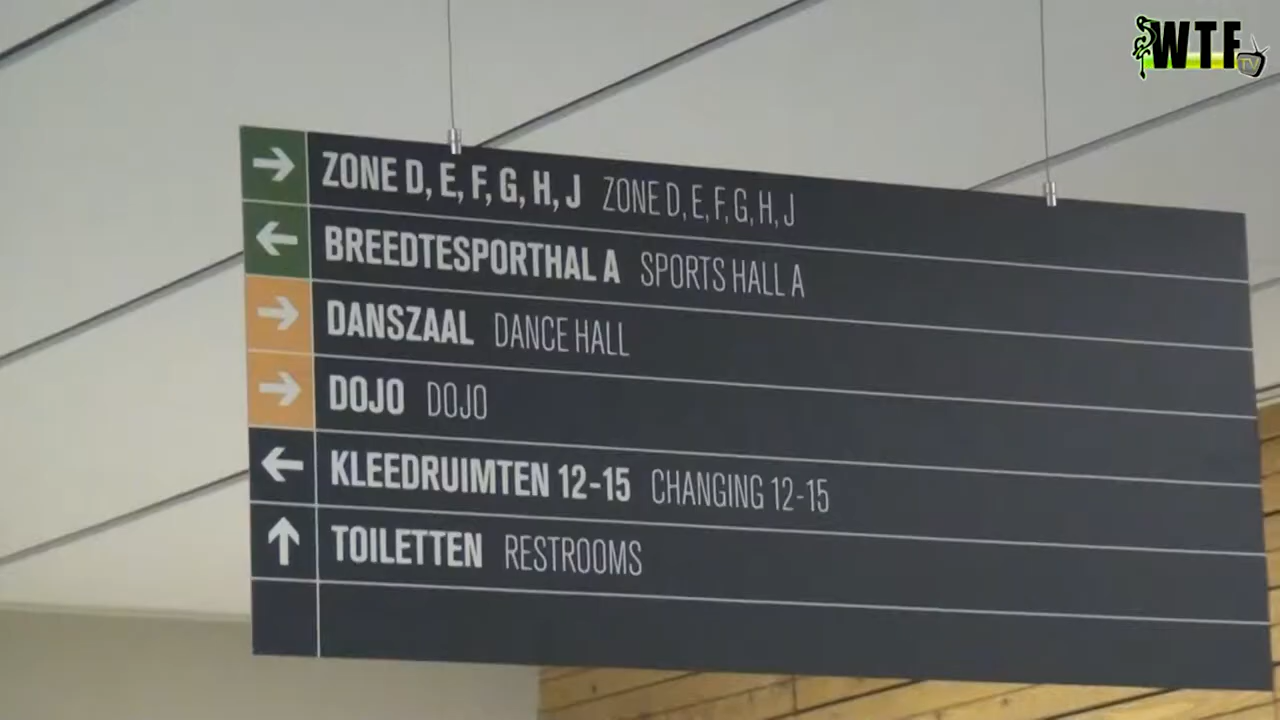 WTF
TV
ZONE D, E, F, G, H, J ZONE D, E, F, G, H, J
BREEDTESPORTHAL A SPORTS HALL A
DANSZAAL DANCE HALL
DOJO DOJO
KLEEDRUIMTEN 12-15 CHANGING 12-15
TOILETTEN RESTROOMS